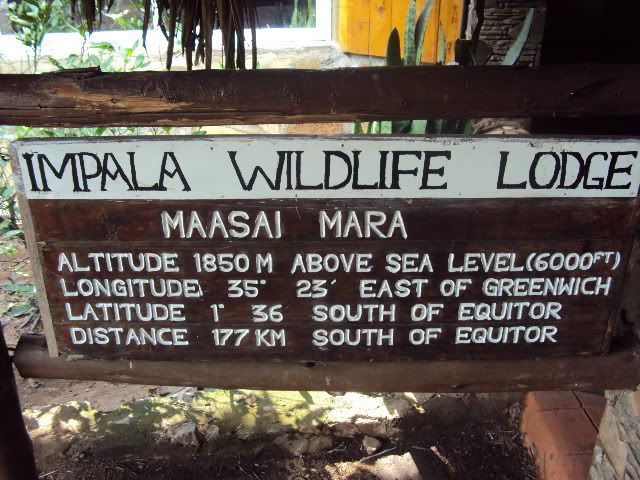 IMPALA WILDLIFE LODGE
MAASAI MARA
ALTITUDE 1850 M ABOVE SEA LEVEL (6000FT)
LONGITUDE 35° 23' EAST OF GREENWICH
LATITUDE 1° 36 SOUTH OF EQUITOR
DISTANCE 177 KM SOUTH OF EQUITOR